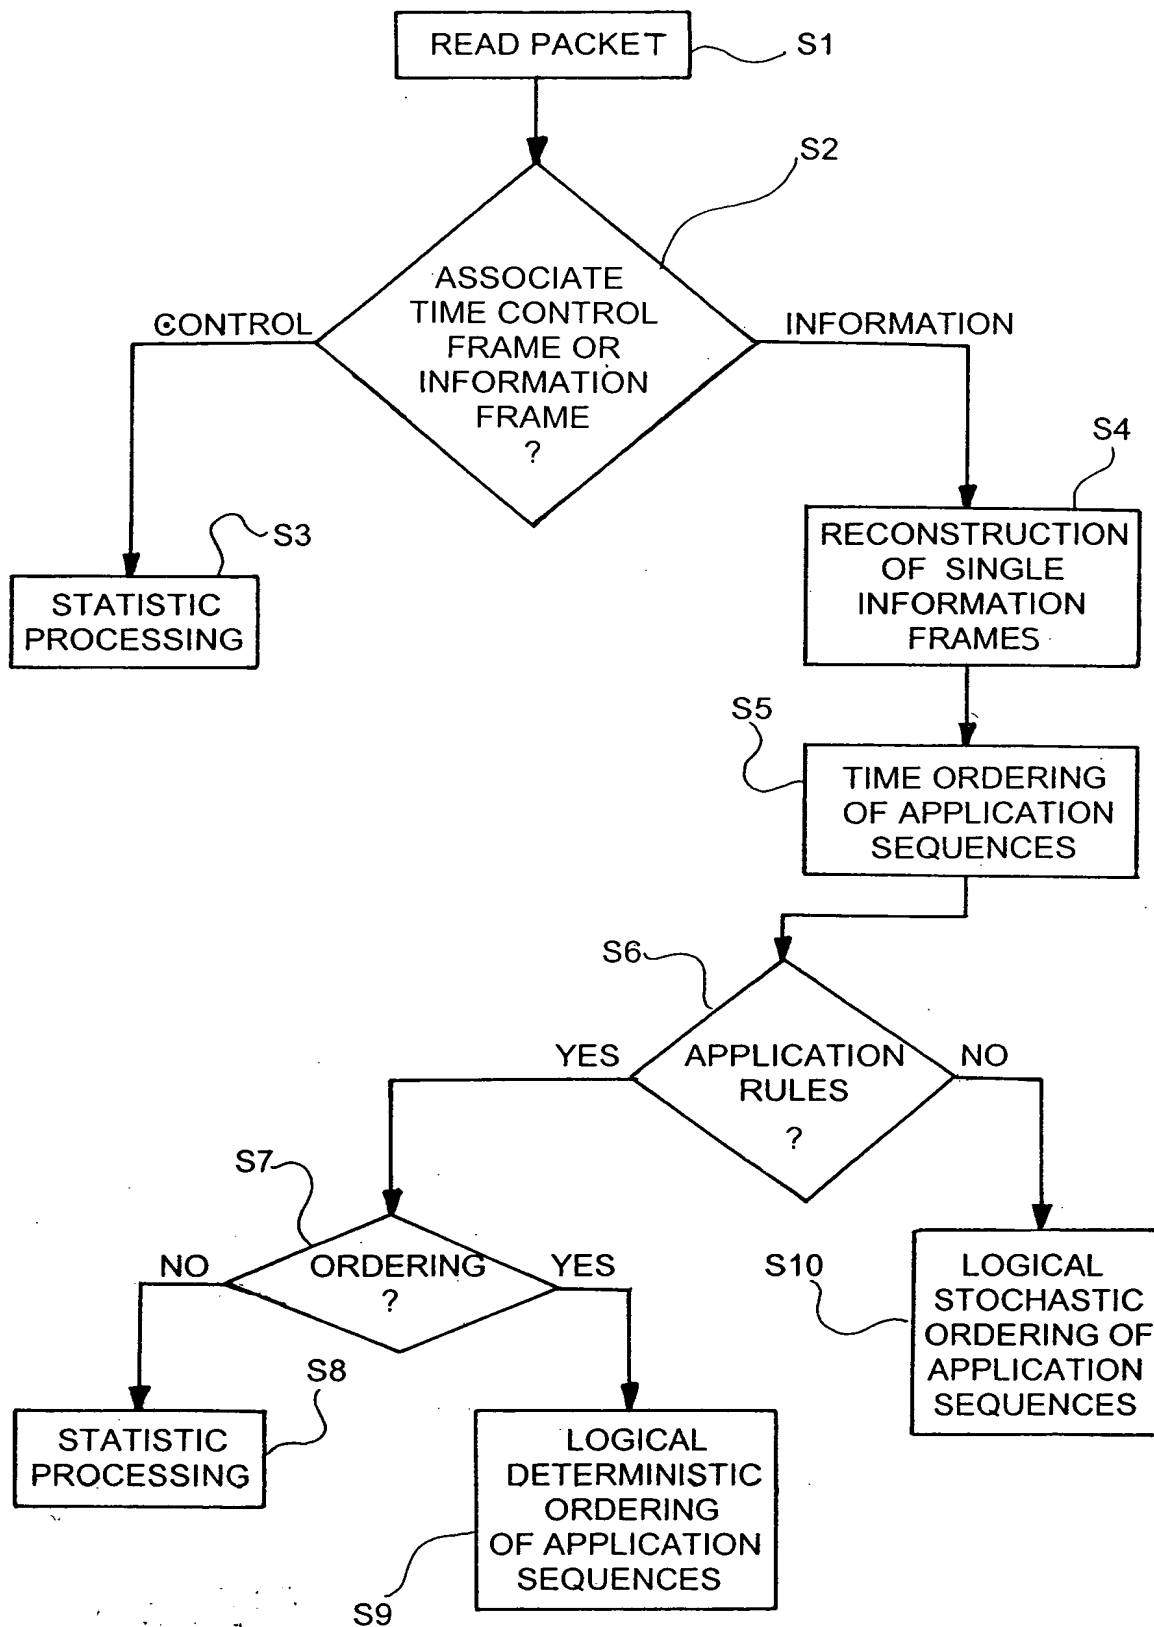 READ PACKET
S1
S2
ASSOCIATE
TIME CONTROL
FRAME OR
INFORMATION
FRAME
?
CONTROL
INFORMATION
S3
STATISTIC
PROCESSING
S4
RECONSTRUCTION
OF SINGLE
INFORMATION
FRAMES
S5
TIME ORDERING
OF APPLICATION
SEQUENCES
S6
APPLICATION
RULES
?
YES
NO
S7
ORDERING
?
NO
YES
S8
STATISTIC
PROCESSING
S9
LOGICAL
DETERMINISTIC
ORDERING
OF APPLICATION
SEQUENCES
S10
LOGICAL
STOCHASTIC
ORDERING OF
APPLICATION
SEQUENCES